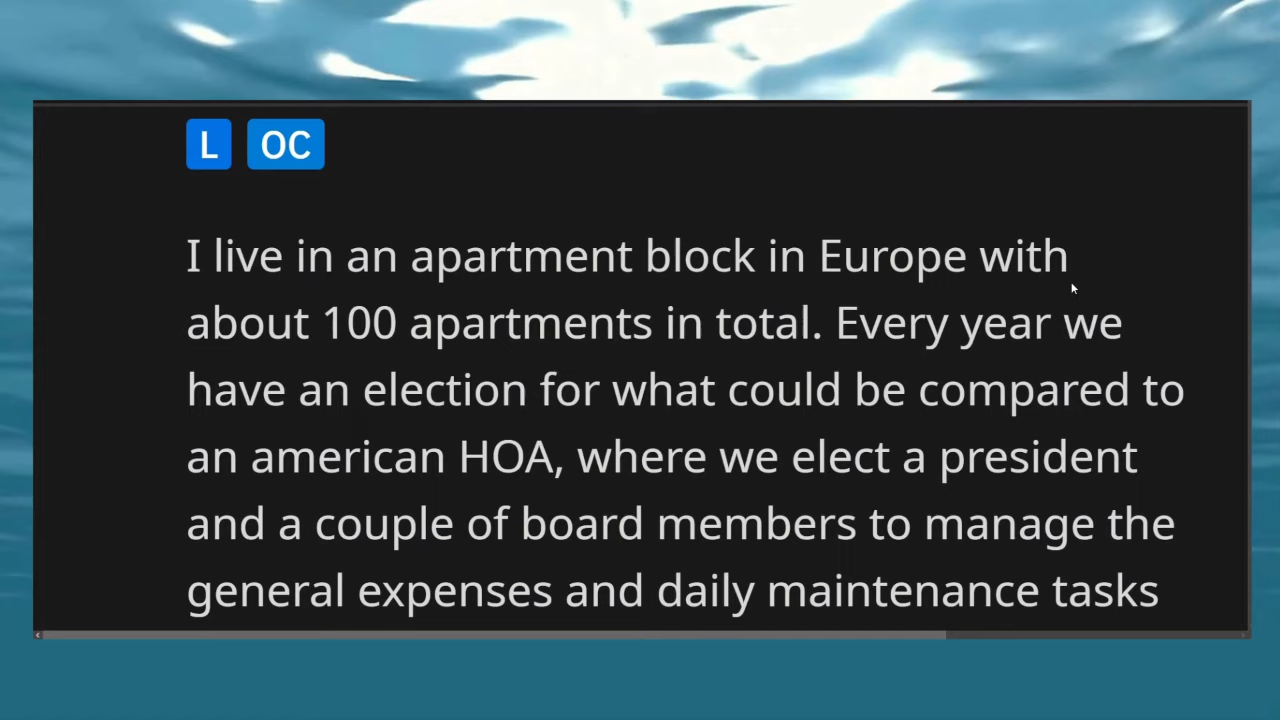 L OC
I live in an apartment block in Europe with
about 100 apartments in total. Every year we
have an election for what could be compared to
an american HOA, where we elect a president
and a couple of board members to manage the
general expenses and daily maintenance tasks